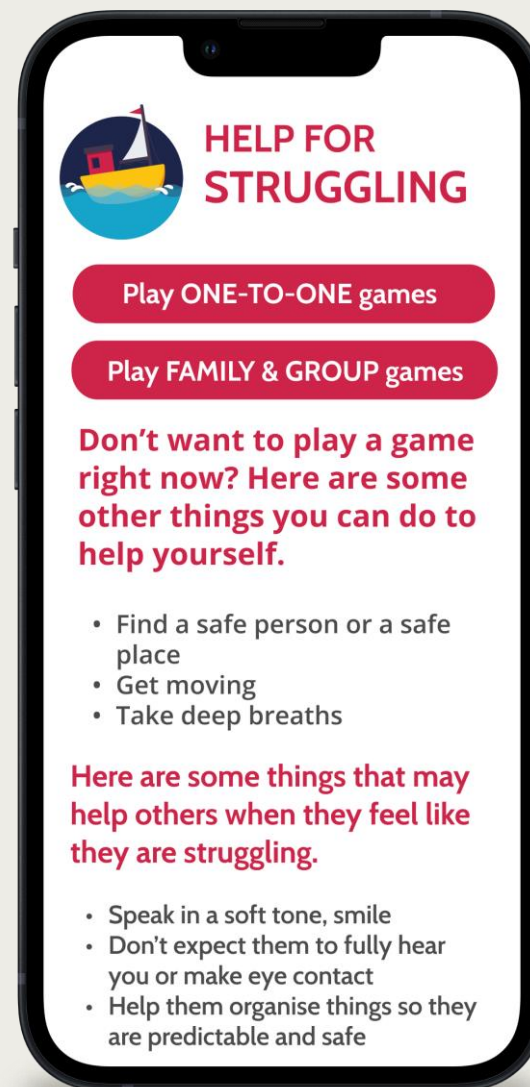 HELP FOR
STRUGGLING
Play ONE-TO-ONE games
Play FAMILY & GROUP games
Don’t want to play a game
right now? Here are some
other things you can do to
help yourself.
• Find a safe person or a safe
place
• Get moving
• Take deep breaths
Here are some things that may
help others when they feel like
they are struggling.
• Speak in a soft tone, smile
• Don’t expect them to fully hear
you or make eye contact
• Help them organise things so they
are predictable and safe